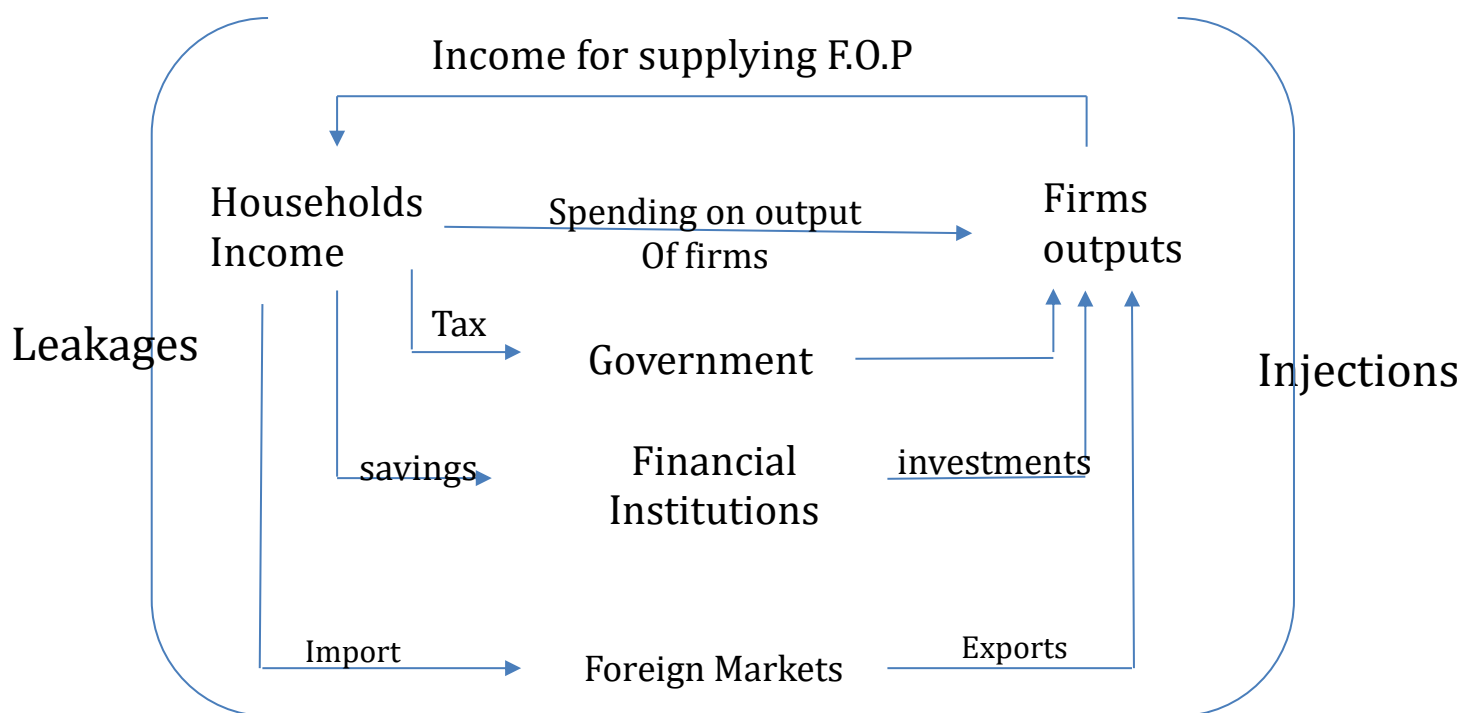 Income for supplying F.O.P
Households
Income
Spending on output
Of firms
Firms
outputs
Leakages
Tax
Government
Injections
savings
Financial
Institutions
investments
Import
Foreign Markets
Exports